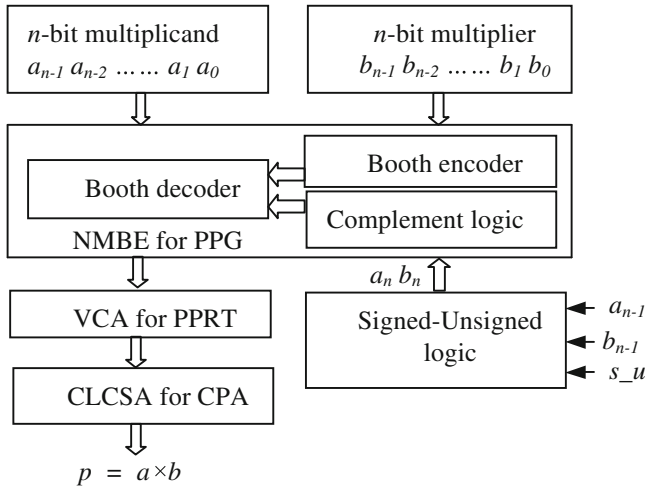 n-bit multiplicand
a_{n-1} a_{n-2} ...... a_1 a_0
n-bit multiplier
b_{n-1} b_{n-2} ...... b_1 b_0
Booth encoder
Booth decoder
Complement logic
NMBE for PPG
a_n b_n
VCA for PPRT
Signed-Unsigned
logic
a_{n-1}
b_{n-1}
s_u
CLCSA for CPA
p = a×b